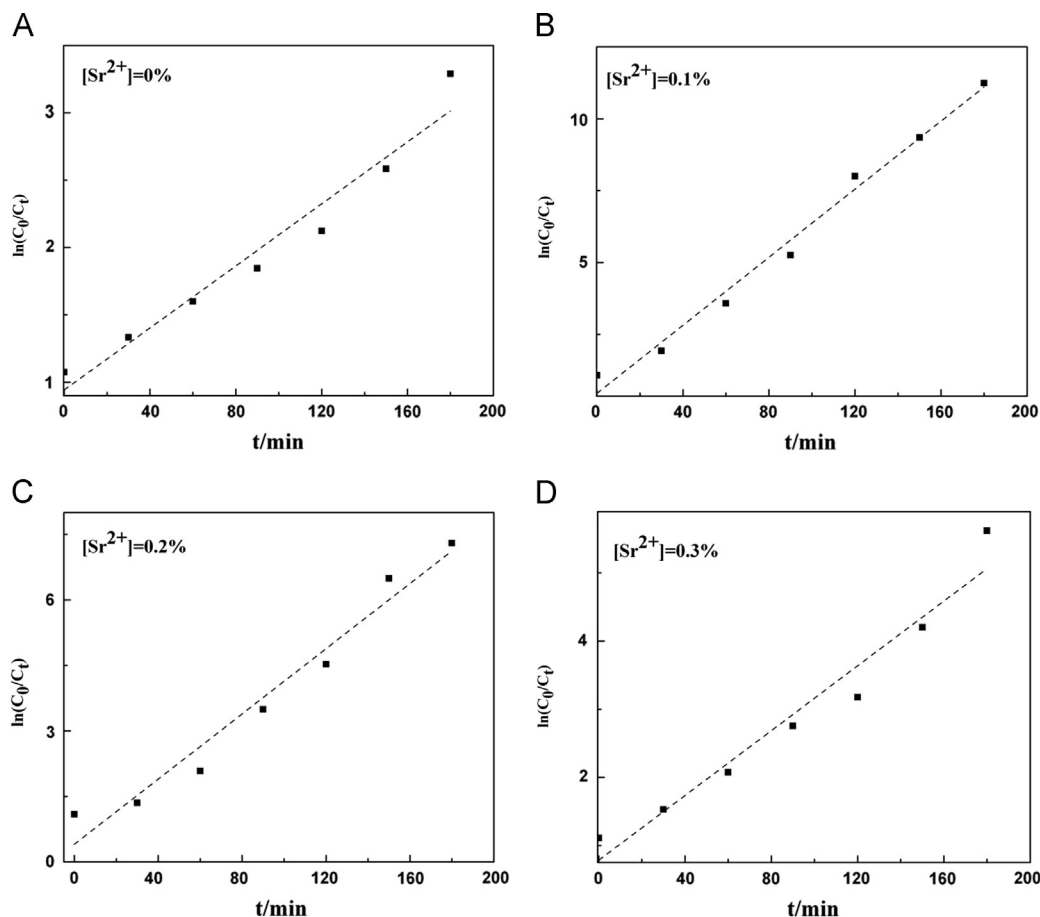 A
[Sr2+]=0%
3
2
1
ln(C0/Ct)
0 40 80 120 160 200
t/min
B
[Sr2+]=0.1%
10
5
ln(C0/Ct)
0 40 80 120 160 200
t/min
C
[Sr2+]=0.2%
6
3
0
ln(C0/Ct)
0 40 80 120 160 200
t/min
D
[Sr2+]=0.3%
4
2
ln(C0/Ct)
0 40 80 120 160 200
t/min